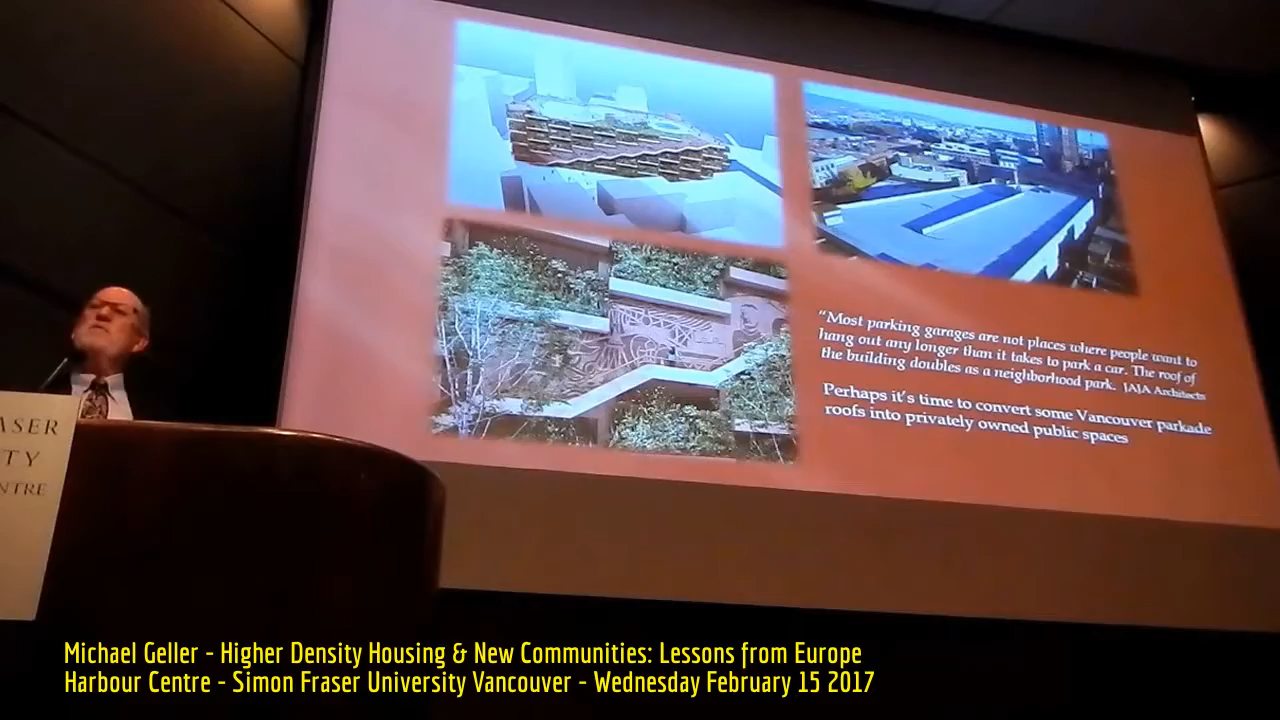 "Most parking garages are not places where people want to
hang out any longer than it takes to park a car. The roof of
the building doubles as a neighborhood park. JAJA Architects
Perhaps it's time to convert some Vancouver parkade
roofs into privately owned public spaces
ASER
TY
NTRE
Michael Geller - Higher Density Housing & New Communities: Lessons from Europe
Harbour Centre - Simon Fraser University Vancouver - Wednesday February 15 2017